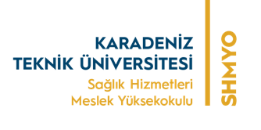 KARADENİZ
TEKNİK ÜNİVERSİTESİ
Sağlık Hizmetleri
Meslek Yüksekokulu
SHMYO